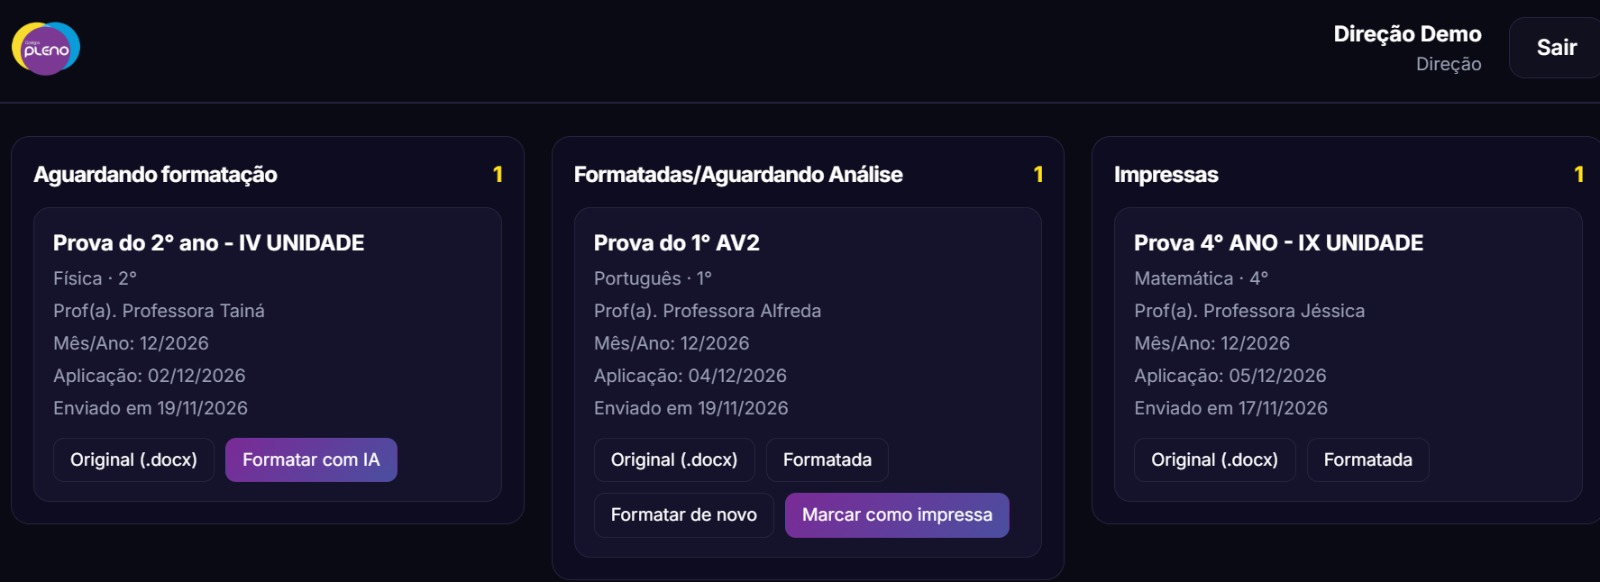 Colégio
PLENO
Direção Demo
Direção
Sair
Aguardando formatação 1
Prova do 2° ano - IV UNIDADE
Física · 2°
Prof(a). Professora Tainá
Mês/Ano: 12/2026
Aplicação: 02/12/2026
Enviado em 19/11/2026
Original (.docx) Formatar com IA
Formatadas/Aguardando Análise 1
Prova do 1° AV2
Português · 1°
Prof(a). Professora Alfreda
Mês/Ano: 12/2026
Aplicação: 04/12/2026
Enviado em 19/11/2026
Original (.docx) Formatada
Formatar de novo Marcar como impressa
Impressas 1
Prova 4° ANO - IX UNIDADE
Matemática · 4°
Prof(a). Professora Jéssica
Mês/Ano: 12/2026
Aplicação: 05/12/2026
Enviado em 17/11/2026
Original (.docx) Formatada